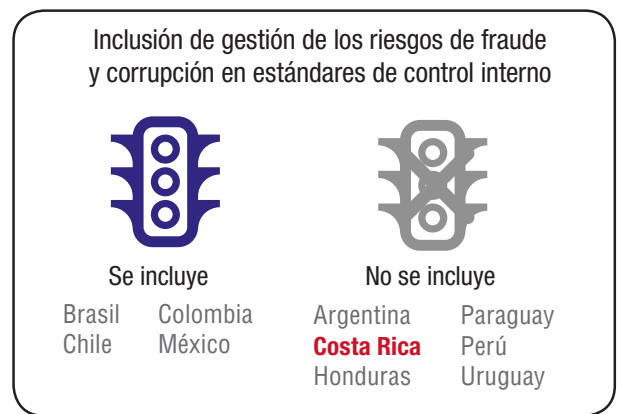 Inclusión de gestión de los riesgos de fraude
y corrupción en estándares de control interno
Se incluye
Brasil Colombia
Chile México
No se incluye
Argentina Paraguay
Costa Rica Perú
Honduras Uruguay